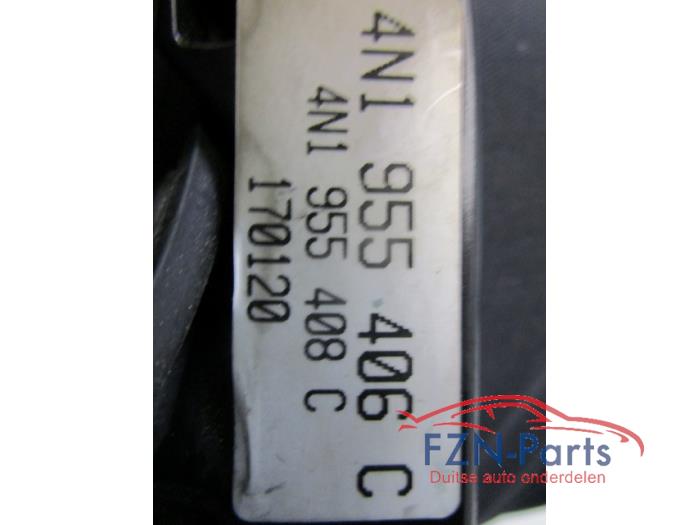 4N1 955 406 C
4N1 955 408 C
170120
FZN-Parts
Duitse auto onderdelen